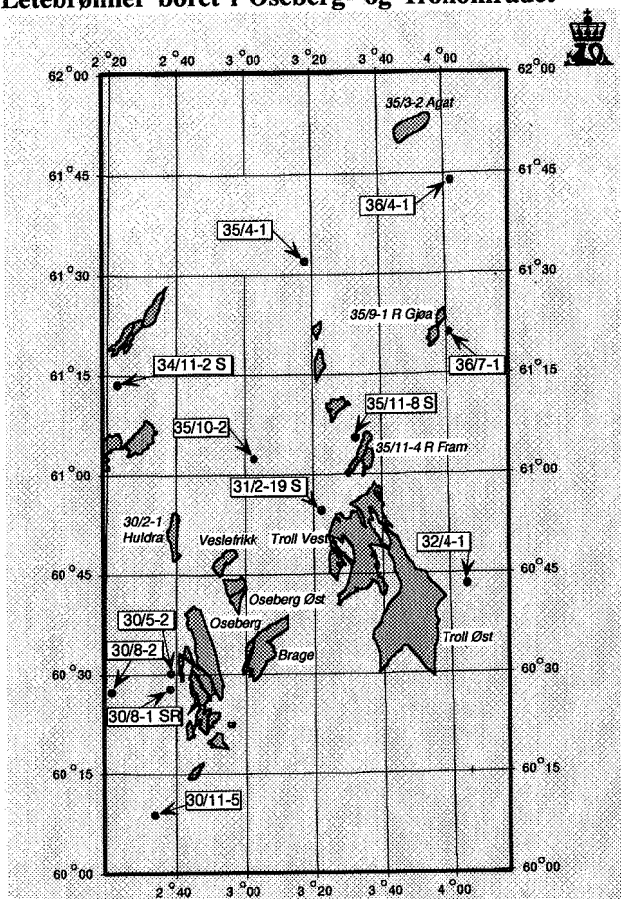 Letebrønner boret i Oseberg- og Trollområdet
2°20 2°40 3°00 3°20 3°40 4°00
62°00 62°00
35/3-2 Agat
61°45 61°45
36/4-1
35/4-1
61°30 61°30
35/9-1 R Gjøa
34/11-2 S
36/7-1
61°15 61°15
35/11-8 S
35/10-2
35/11-4 R Fram
61°00 61°00
31/2-19 S
30/2-1
Huldra
Veslefrikk
Troll Vest
32/4-1
60°45 60°45
Oseberg Øst
30/5-2
Oseberg
30/8-2
Brage
Troll Øst
60°30 60°30
30/8-1 SR
60°15 60°15
30/11-5
60°00 60°00
2°40 3°00 3°20 3°40 4°00